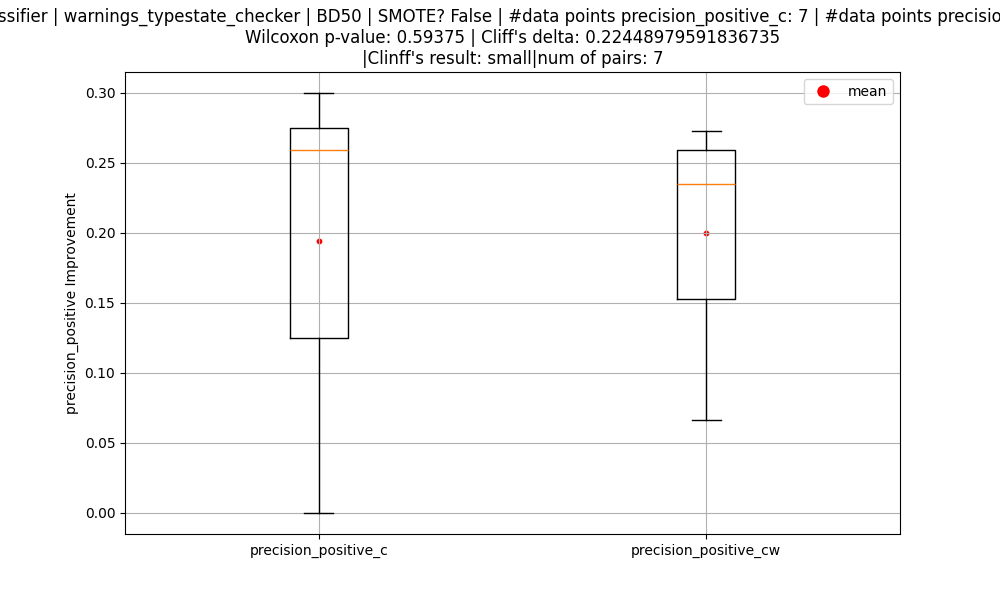 | warnings_typestate_checker | BD50 | SMOTE? False | #data points precision_positive_c: 7 | #data points
Wilcoxon p-value: 0.59375 | Cliff's delta: 0.22448979591836735
|Clinff's result: small|num of pairs: 7
mean
0.30
0.25
0.20
0.15
0.10
0.05
0.00
precision_positive Improvement
precision_positive_c
precision_positive_cw